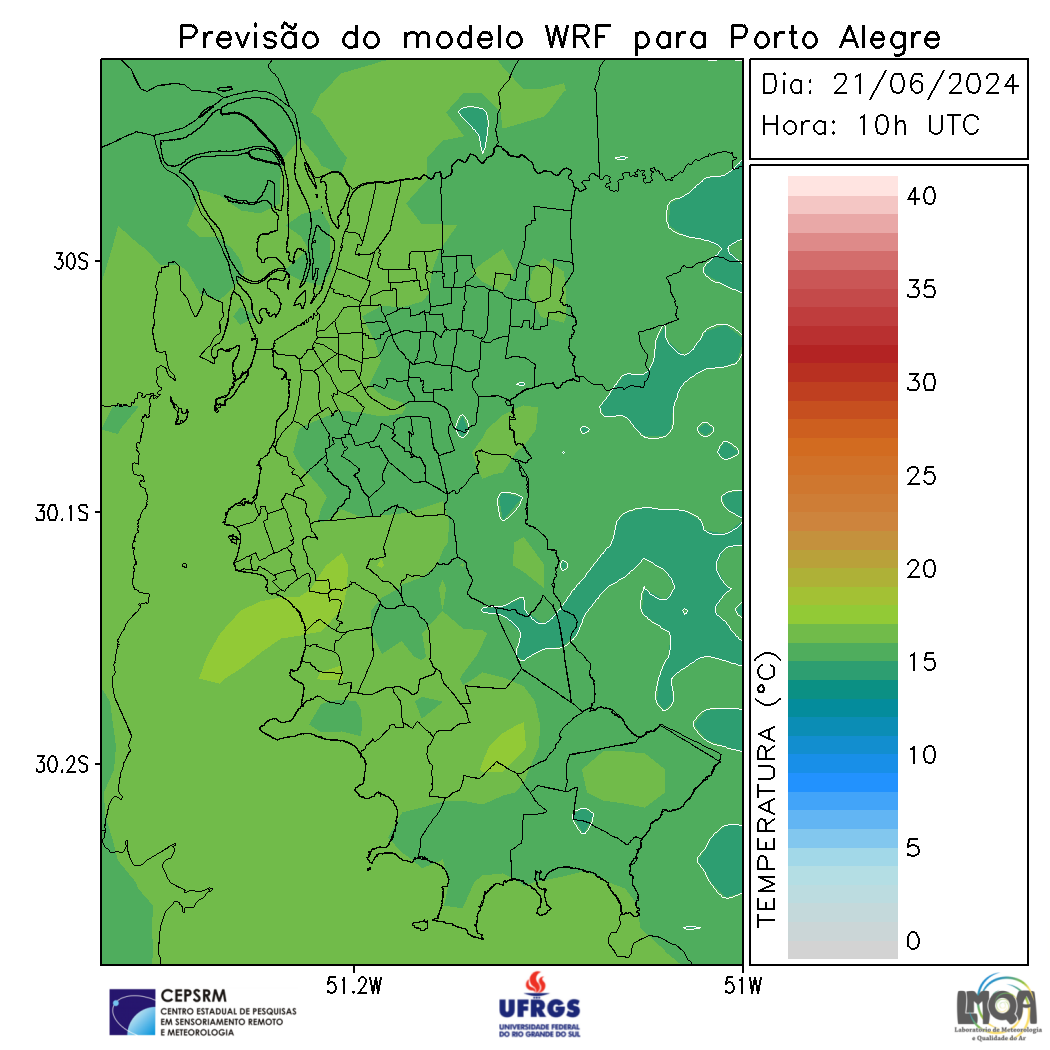 Previsão do modelo WRF para Porto Alegre
Dia: 21/06/2024
Hora: 10h UTC
40
35
30
25
20
15
10
5
0
TEMPERATURA (°C)
30S
30.1S
30.2S
51.2W
51W
CEPSRM
CENTRO ESTADUAL DE PESQUISAS
EM SENSORIAMENTO REMOTO
E METEOROLOGIA
UFRGS
UNIVERSIDADE FEDERAL
DO RIO GRANDE DO SUL
LMQA
Laboratório de Meteorologia
e Qualidade do Ar